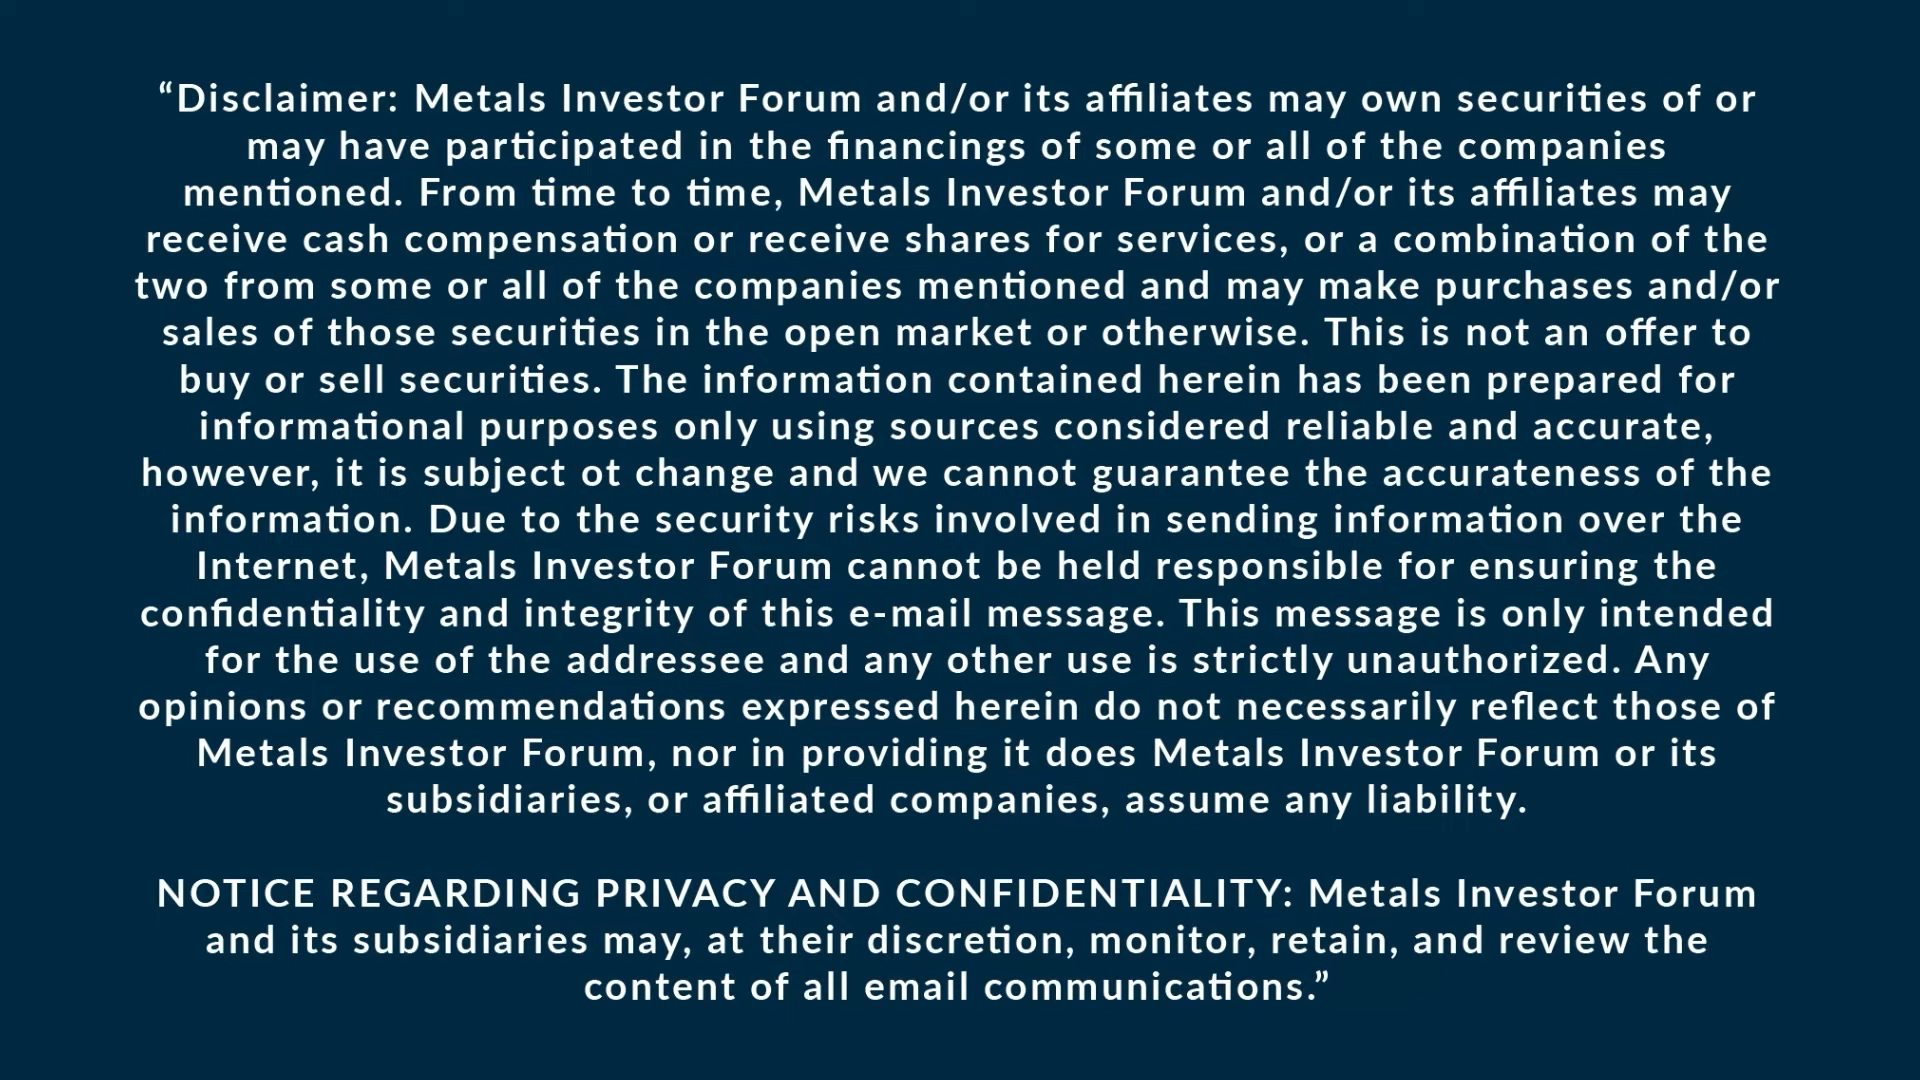 “Disclaimer: Metals Investor Forum and/or its affiliates may own securities of or
may have participated in the financings of some or all of the companies
mentioned. From time to time, Metals Investor Forum and/or its affiliates may
receive cash compensation or receive shares for services, or a combination of the
two from some or all of the companies mentioned and may make purchases and/or
sales of those securities in the open market or otherwise. This is not an offer to
buy or sell securities. The information contained herein has been prepared for
informational purposes only using sources considered reliable and accurate,
however, it is subject ot change and we cannot guarantee the accurateness of the
information. Due to the security risks involved in sending information over the
Internet, Metals Investor Forum cannot be held responsible for ensuring the
confidentiality and integrity of this e-mail message. This message is only intended
for the use of the addressee and any other use is strictly unauthorized. Any
opinions or recommendations expressed herein do not necessarily reflect those of
Metals Investor Forum, nor in providing it does Metals Investor Forum or its
subsidiaries, or affiliated companies, assume any liability.
NOTICE REGARDING PRIVACY AND CONFIDENTIALITY: Metals Investor Forum
and its subsidiaries may, at their discretion, monitor, retain, and review the
content of all email communications.”